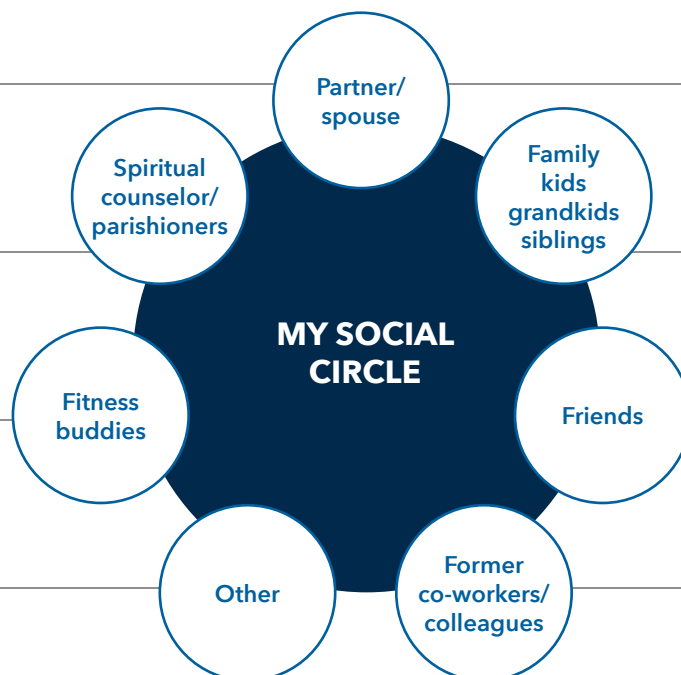 Partner/
spouse
Family
kids
grandkids
siblings
Friends
Former
co-workers/
colleagues
Other
Fitness
buddies
Spiritual
counselor/
parishioners
MY SOCIAL
CIRCLE